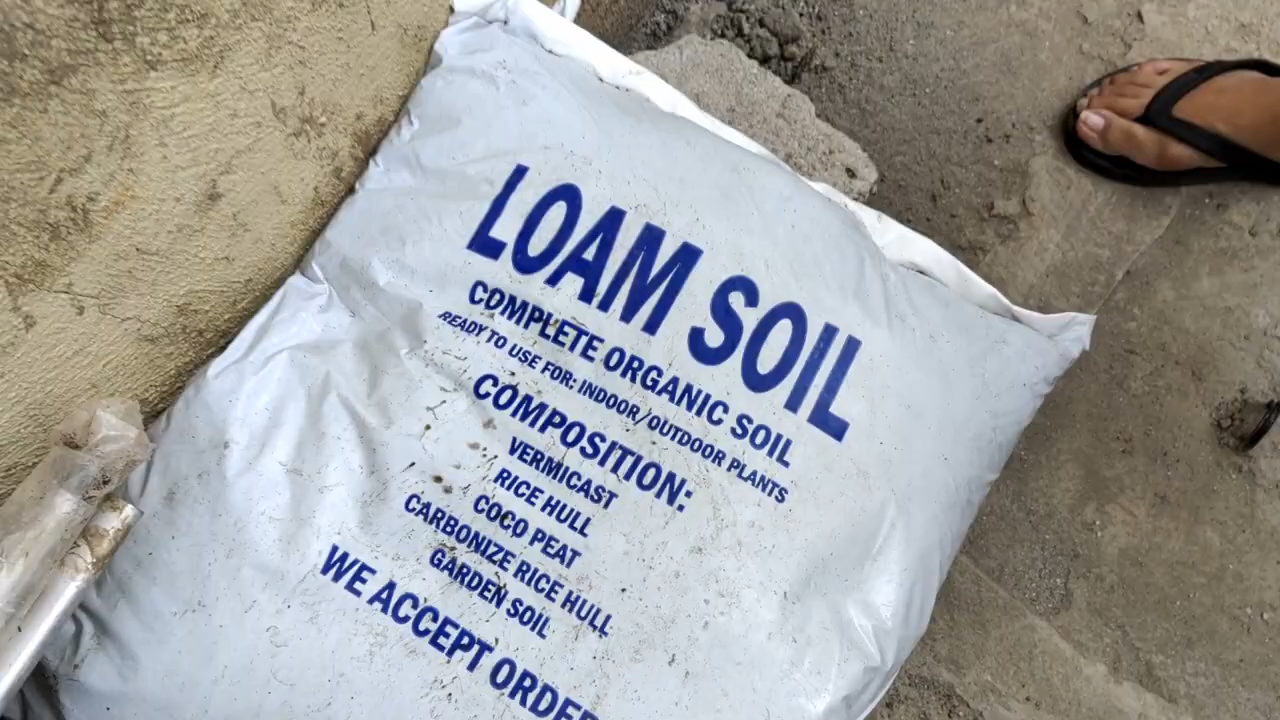 LOAM SOIL
COMPLETE ORGANIC SOIL
READY TO USE FOR: INDOOR/OUTDOOR PLANTS
COMPOSITION:
VERMICAST
RICE HULL
COCO PEAT
CARBONIZE RICE HULL
GARDEN SOIL
WE ACCEPT